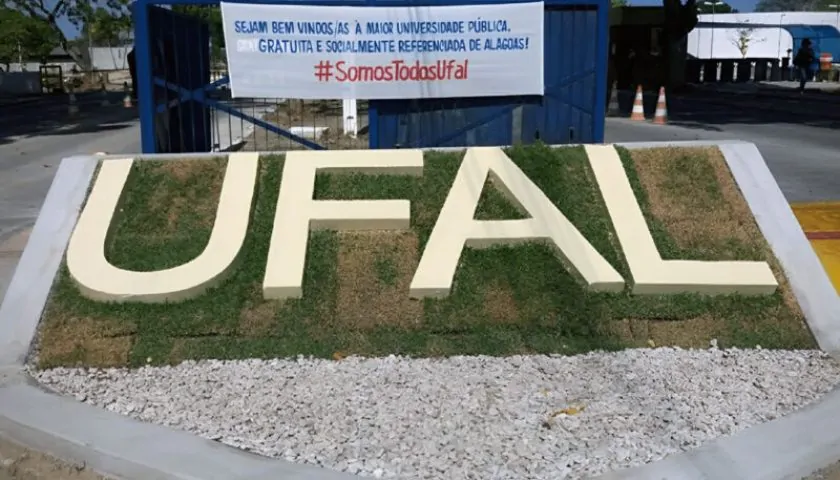 SEJAM BEM VINDOS/AS À MAIOR UNIVERSIDADE PÚBLICA,
GRATUITA E SOCIALMENTE REFERENCIADA DE ALAGOAS!
#SomosTodosUfal
UFAL